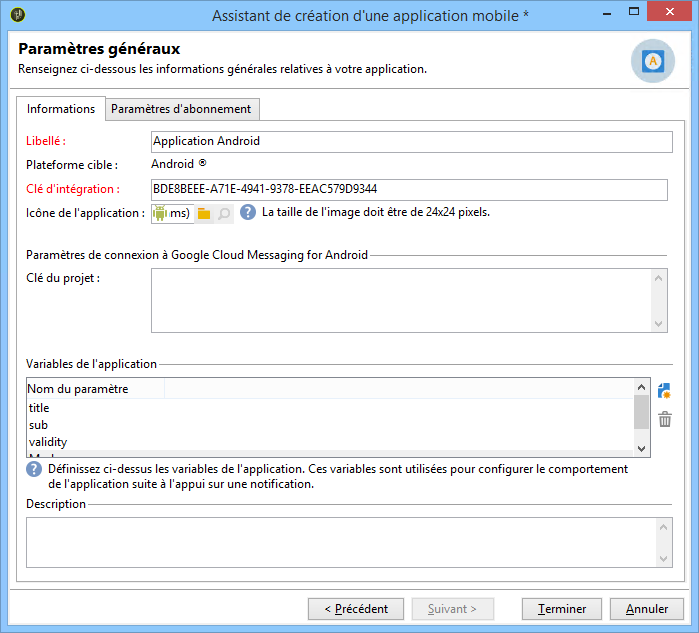 Assistant de création d'une application mobile *
Paramètres généraux
Renseignez ci-dessous les informations générales relatives à votre application.
Informations
Paramètres d'abonnement
Libellé :
Application Android
Plateforme cible :
Android ®
Clé d'intégration :
BDE8BEEE-A71E-4941-9378-EEAC579D9344
Icône de l'application :
ms)
La taille de l'image doit être de 24x24 pixels.
Paramètres de connexion à Google Cloud Messaging for Android
Clé du projet :
Variables de l'application
Nom du paramètre
title
sub
validity
Définissez ci-dessus les variables de l'application. Ces variables sont utilisées pour configurer le comportement
de l'application suite à l'appui sur une notification.
Description
< Précédent
Suivant >
Terminer
Annuler